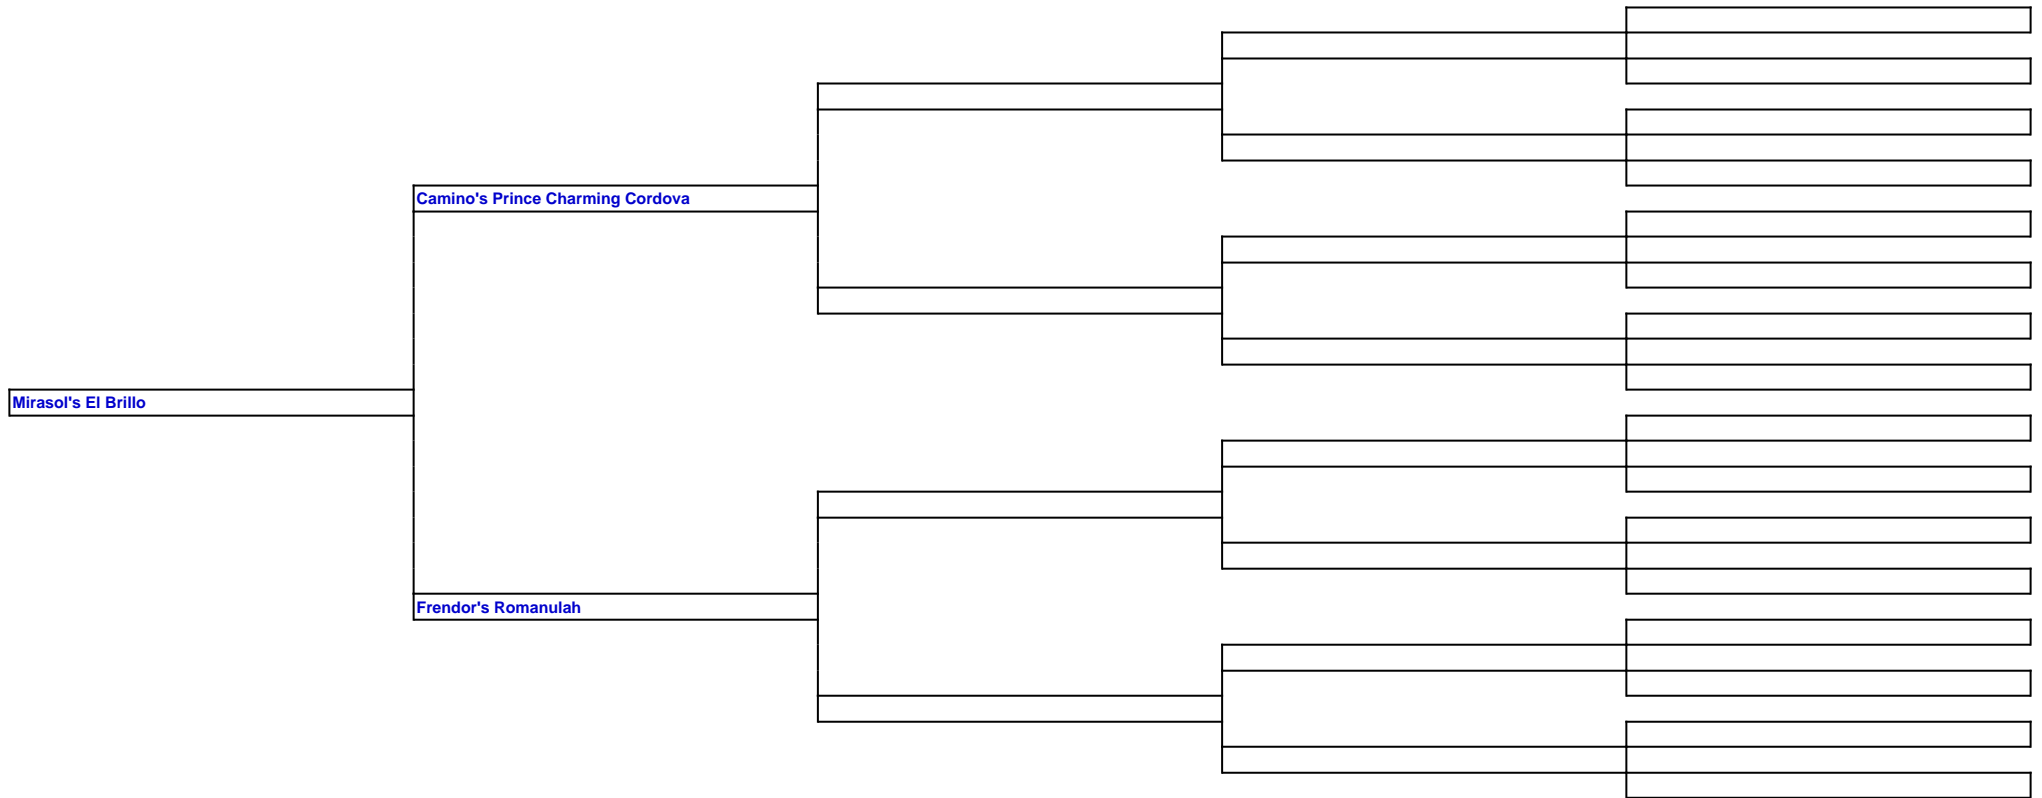 Camino's Prince Charming Cordova
Mirasol's El Brillo
Frendor's Romanulah